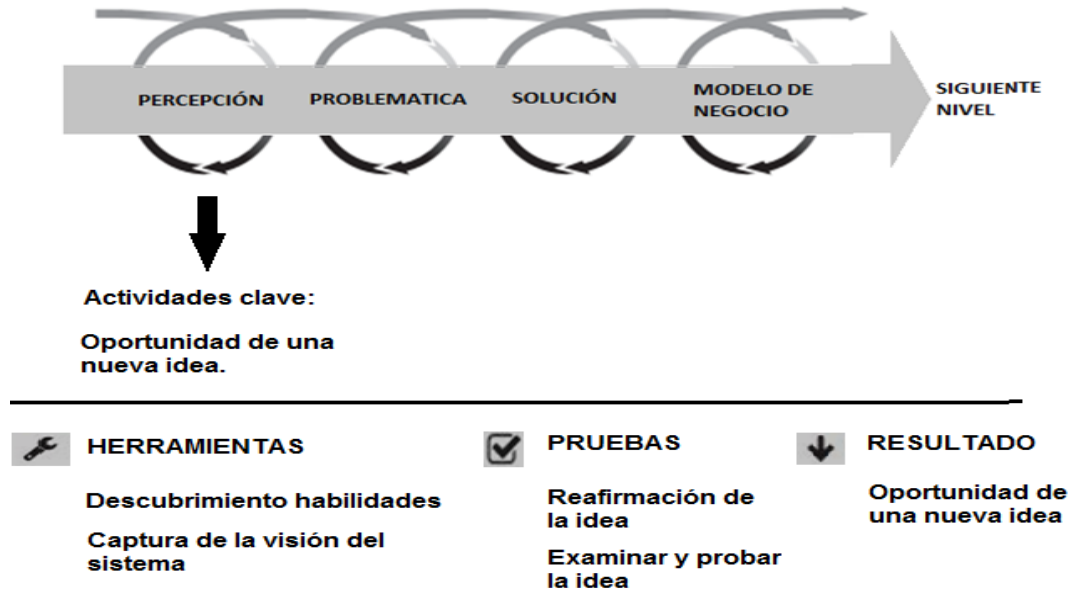 PERCEPCIÓN
PROBLEMATICA
SOLUCIÓN
MODELO DE
NEGOCIO
SIGUIENTE
NIVEL
Actividades clave:
Oportunidad de una
nueva idea.
HERRAMIENTAS
Descubrimiento habilidades
Captura de la visión del
sistema
PRUEBAS
Reafirmación de
la idea
Examinar y probar
la idea
RESULTADO
Oportunidad de
una nueva idea